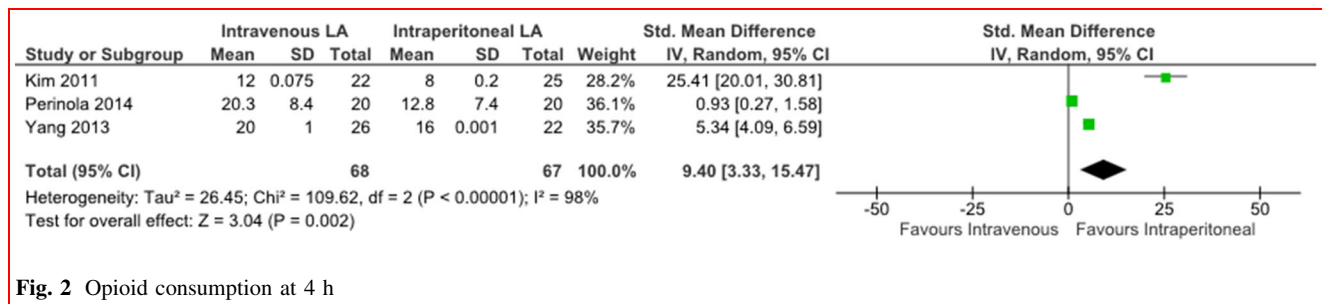 Intravenous LA Intraperitoneal LA Std. Mean Difference Std. Mean Difference
Study or Subgroup Mean SD Total Mean SD Total Weight IV, Random, 95% CI IV, Random, 95% CI
Kim 2011 12 0.075 22 8 0.2 25 28.2% 25.41 [20.01, 30.81]
Perinola 2014 20.3 8.4 20 12.8 7.4 20 36.1% 0.93 [0.27, 1.58]
Yang 2013 20 1 26 16 0.001 22 35.7% 5.34 [4.09, 6.59]
Total (95% CI) 68 67 100.0% 9.40 [3.33, 15.47]
Heterogeneity: Tau² = 26.45; Chi² = 109.62, df = 2 (P < 0.00001); I² = 98%
Test for overall effect: Z = 3.04 (P = 0.002)
-50 -25 0 25 50
Favours Intravenous Favours Intraperitoneal
Fig. 2 Opioid consumption at 4 h